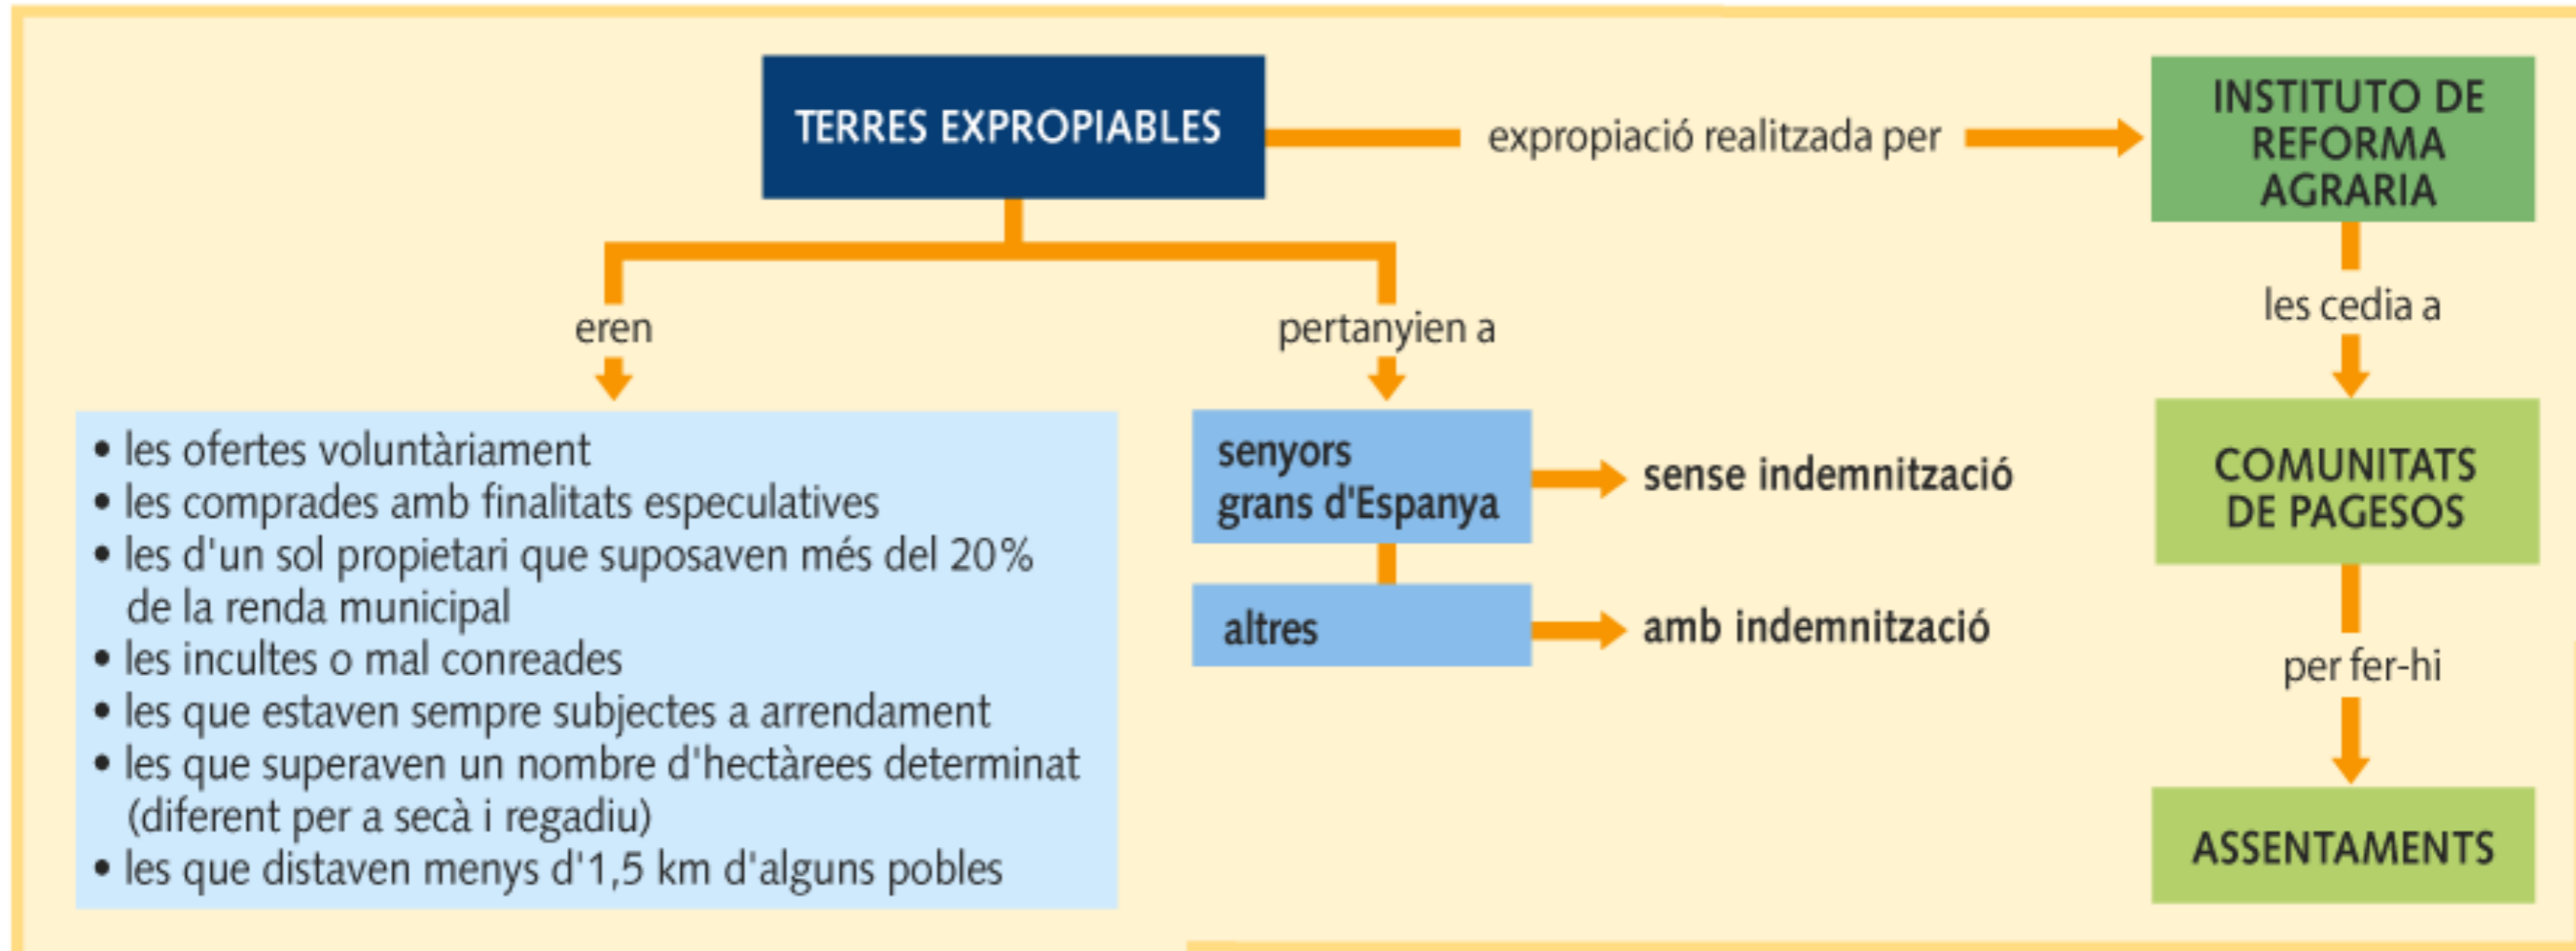 TERRES EXPROPIABLES
expropiació realitzada per
INSTITUTO DE
REFORMA
AGRARIA
eren
pertanyien a
les cedia a
• les ofertes voluntàriament
• les comprades amb finalitats especulatives
• les d'un sol propietari que suposaven més del 20%
de la renda municipal
• les incultes o mal conreades
• les que estaven sempre subjectes a arrendament
• les que superaven un nombre d'hectàrees determinat
(diferent per a secà i regadiu)
• les que distaven menys d'1,5 km d'alguns pobles
senyors
grans d'Espanya
sense indemnització
altres
amb indemnització
COMUNITATS
DE PAGESOS
per fer-hi
ASSENTAMENTS